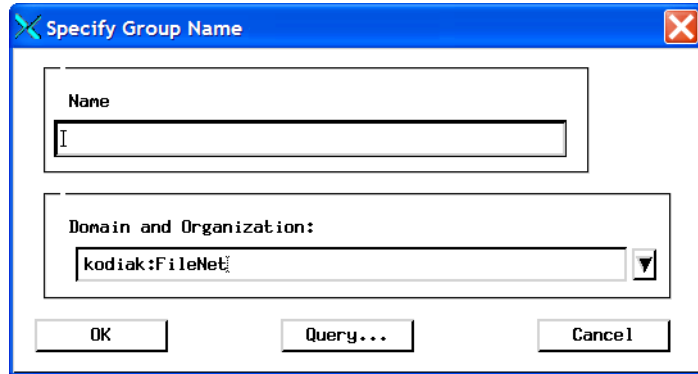 Specify Group Name
Name
Domain and Organization:
kodiak:FileNet
OK Query... Cancel